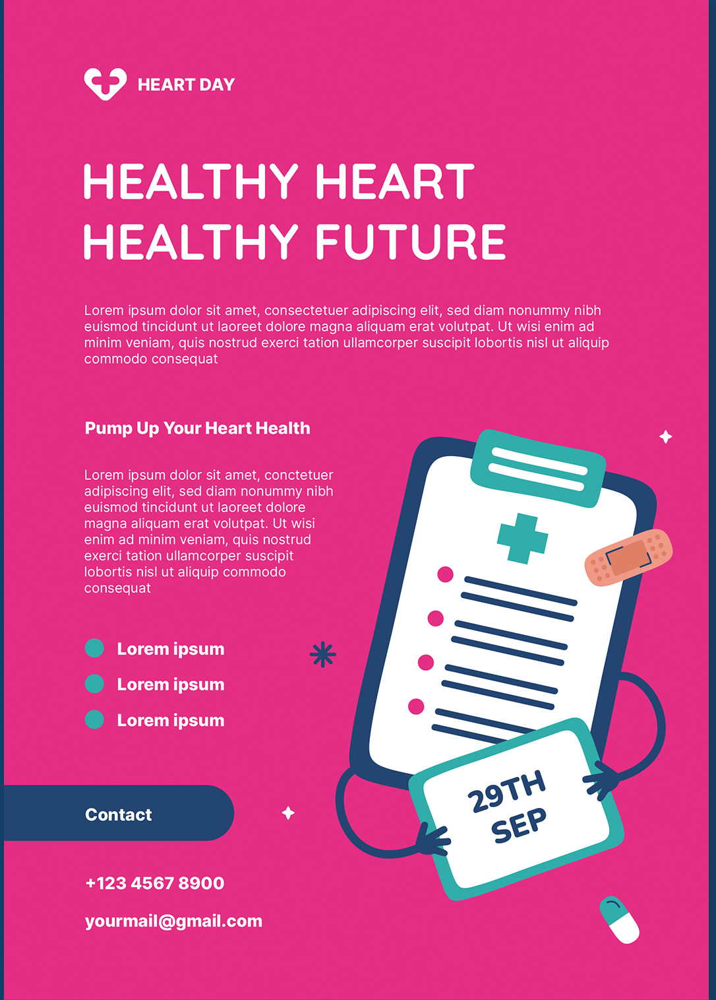 HEART DAY
HEALTHY HEART
HEALTHY FUTURE
Lorem ipsum dolor sit amet, consectetuer adipiscing elit, sed diam nonummy nibh
euismod tincidunt ut laoreet dolore magna aliquam erat volutpat. Ut wisi enim ad
minim veniam, quis nostrud exerci tation ullamcorper suscipit lobortis nisl ut aliquip
commodo consequat
Pump Up Your Heart Health
Lorem ipsum dolor sit amet, conctetuer
adipiscing elit, sed diam nonummy nibh
euismod tincidunt ut laoreet dolore
magna aliquam erat volutpat. Ut wisi
enim ad minim veniam, quis nostrud
exerci tation ullamcorper suscipit
lobortis nisl ut aliquip commodo
consequat
Lorem ipsum
Lorem ipsum
Lorem ipsum
29TH
SEP
Contact
+123 4567 8900
yourmail@gmail.com